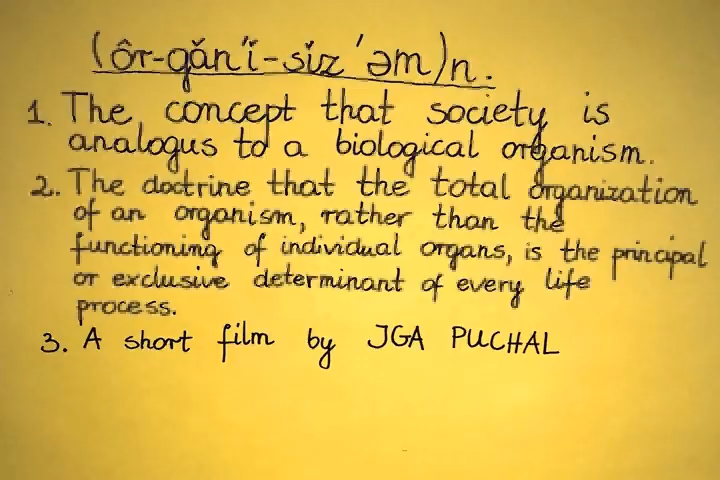 (ôr-găn'ĭ-sĭz'əm)n.
1. The concept that society is
analogus to a biological organism.
2. The doctrine that the total organization
of an organism, rather than the
functioning of individual organs, is the principal
or exclusive determinant of every life
process.
3. A short film by JGA PUCHAL